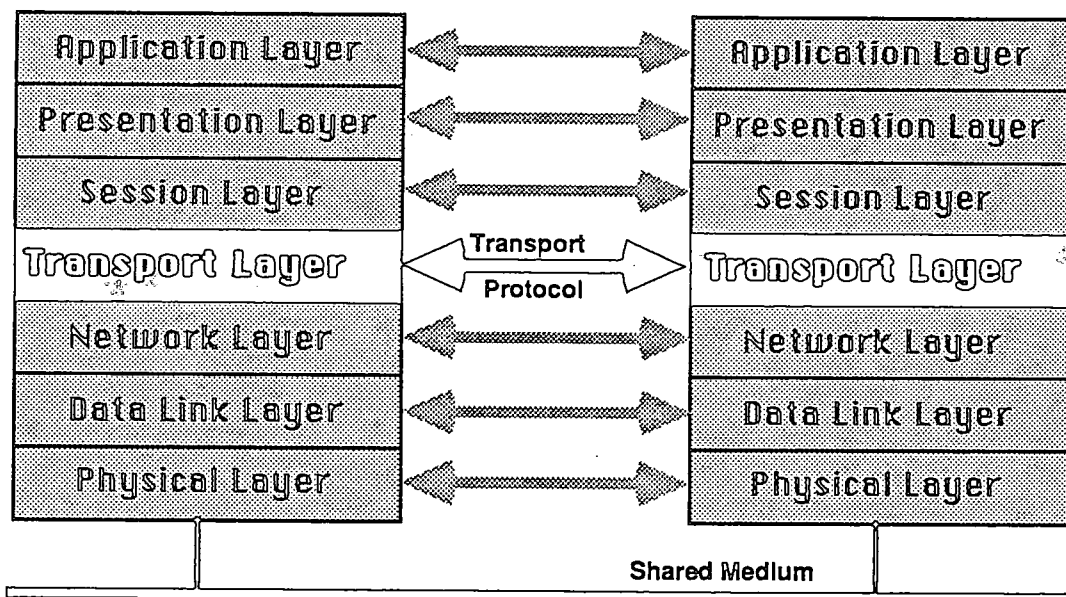 Application Layer
Presentation Layer
Session Layer
Transport Layer
Network Layer
Data Link Layer
Physical Layer
Transport
Protocol
Application Layer
Presentation Layer
Session Layer
Transport Layer
Network Layer
Data Link Layer
Physical Layer
Shared Medium